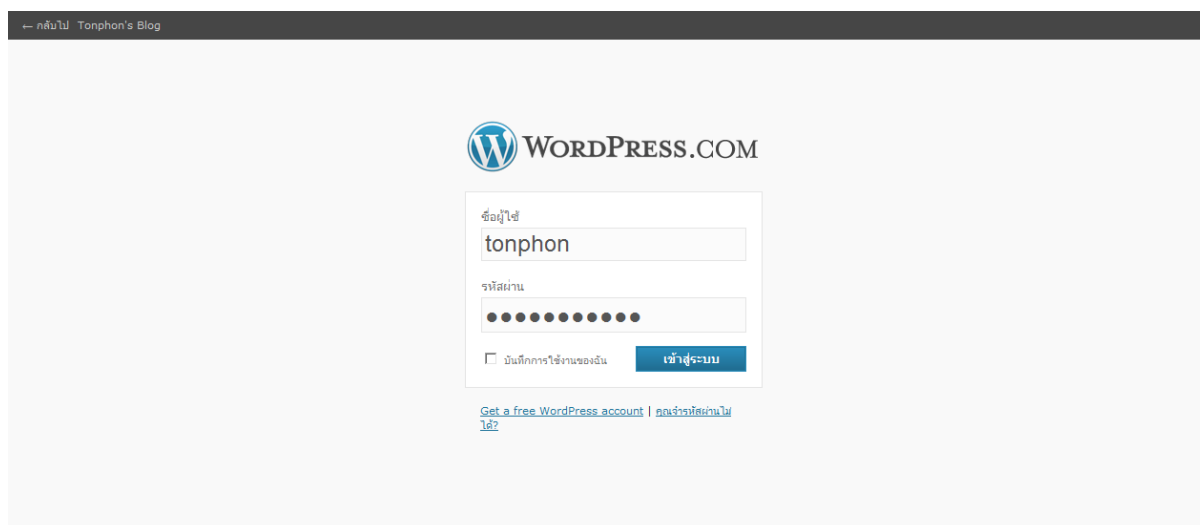 ← กลับไป Tonphon's Blog
WORDPRESS.COM
ชื่อผู้ใช้
tonphon
รหัสผ่าน
●●●●●●●●●●●
บันทึกการใช้งานของฉัน
เข้าสู่ระบบ
Get a free WordPress account | คุณจำรหัสผ่านไม่
ได้?